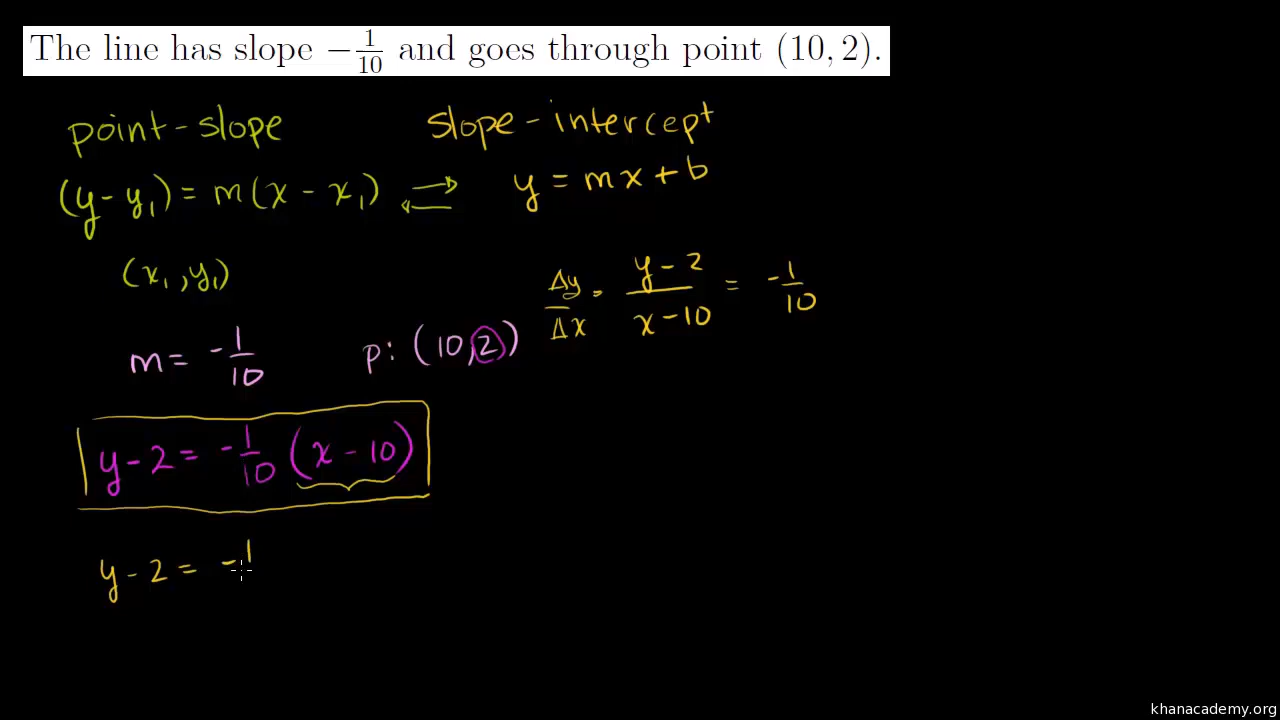 The line has slope −1/10 and goes through point (10, 2).
point-slope
slope-intercept
(y-y₁) = m(x - x₁)
y = mx + b
(x₁, y₁)
Δy/Δx = (y-2)/(x-10) = -1/10
m = -1/10
p: (10, 2)
y-2 = -1/10 (x-10)
y-2 = -1
khanacademy.org